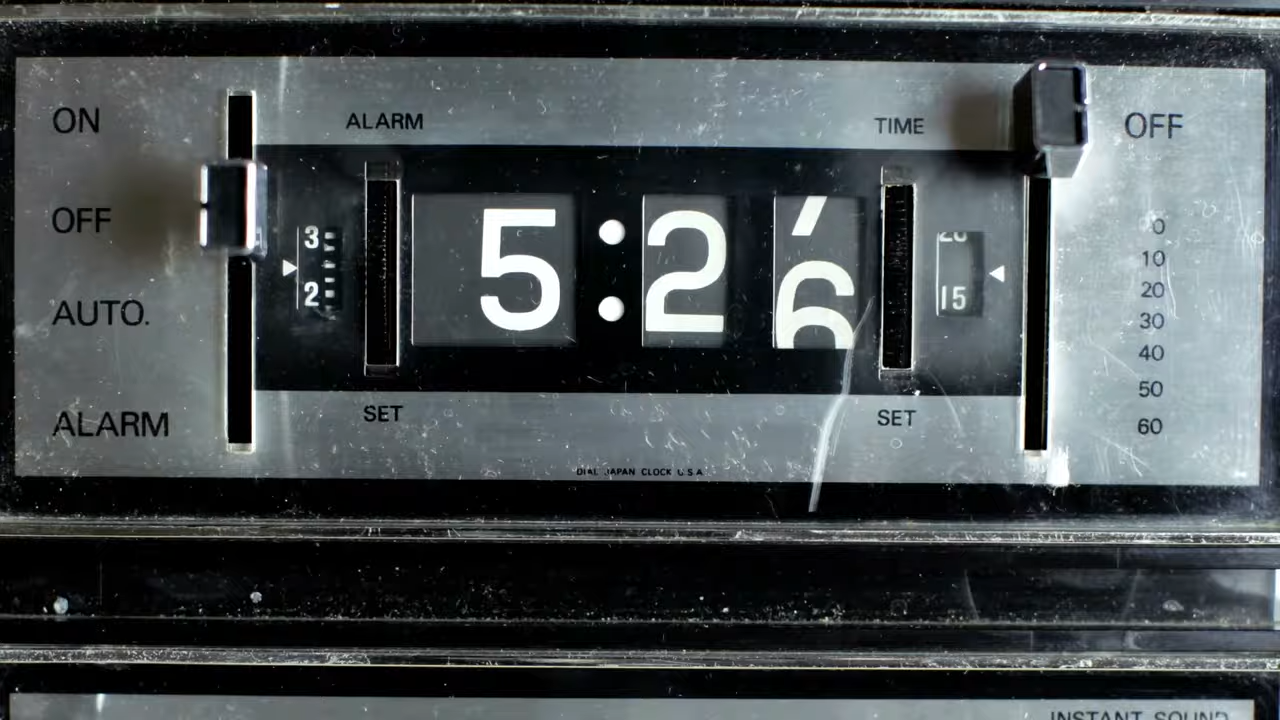 ON
ALARM
TIME
OFF
OFF
3
2
5:26
20
15
0
10
20
30
40
50
60
AUTO.
ALARM
SET
SET
DIAL JAPAN CLOCK U S A
INSTANT SOUND